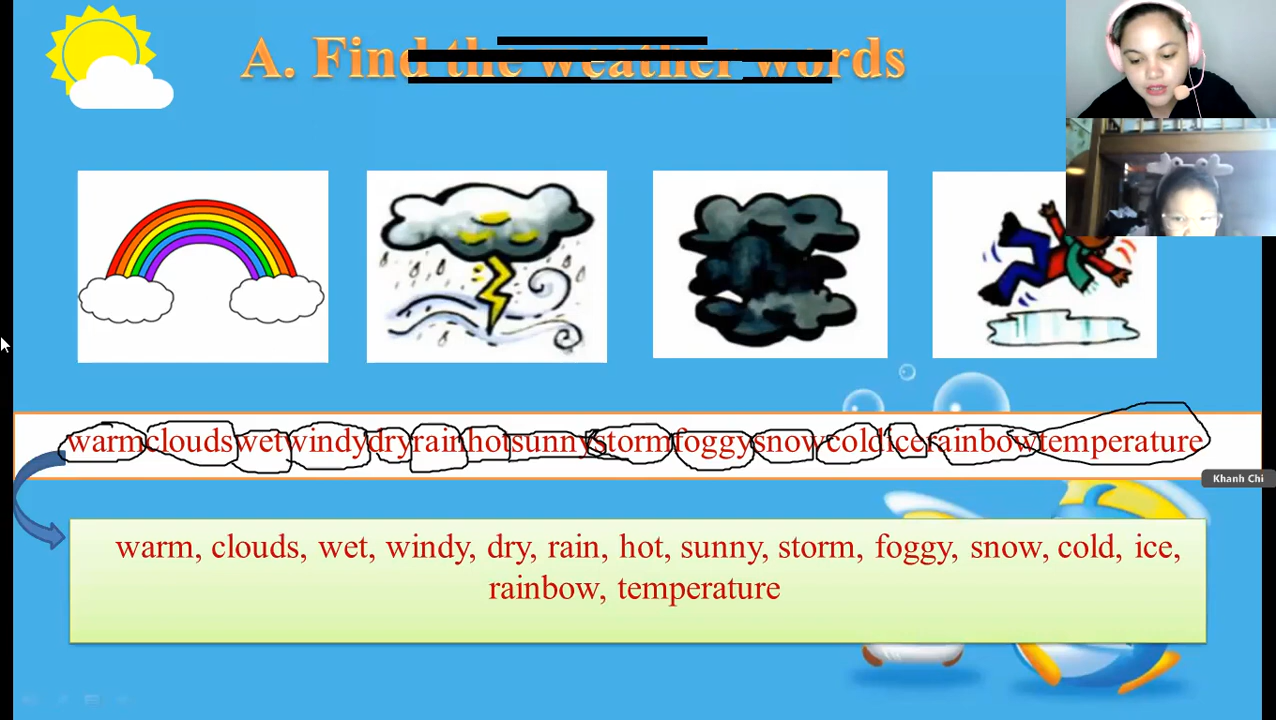 A. Find the weather words
warmcloudswetwindydryrainhotsunnystormfoggysnowcoldicerainbowtemperature
Khanh Chi
warm, clouds, wet, windy, dry, rain, hot, sunny, storm, foggy, snow, cold, ice,
rainbow, temperature